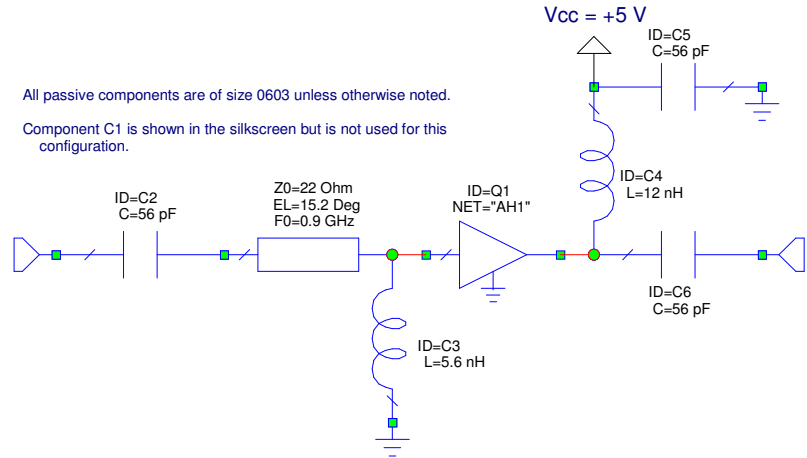 Vcc = +5 V
ID=C5
C=56 pF
All passive components are of size 0603 unless otherwise noted.
Component C1 is shown in the silkscreen but is not used for this
configuration.
ID=C4
L=12 nH
ID=C2
C=56 pF
Z0=22 Ohm
EL=15.2 Deg
F0=0.9 GHz
ID=Q1
NET="AH1"
ID=C6
C=56 pF
ID=C3
L=5.6 nH